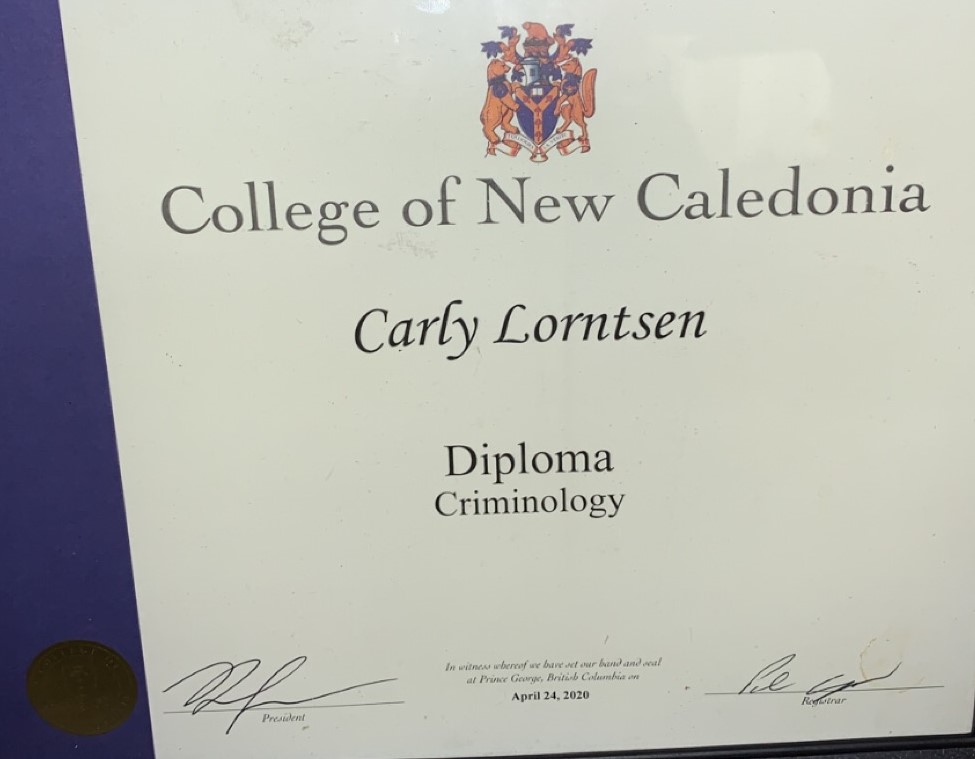 College of New Caledonia
Carly Lorntsen
Diploma
Criminology
In witness whereof we have set our hand and seal
at Prince George, British Columbia on
April 24, 2020
President
Registrar